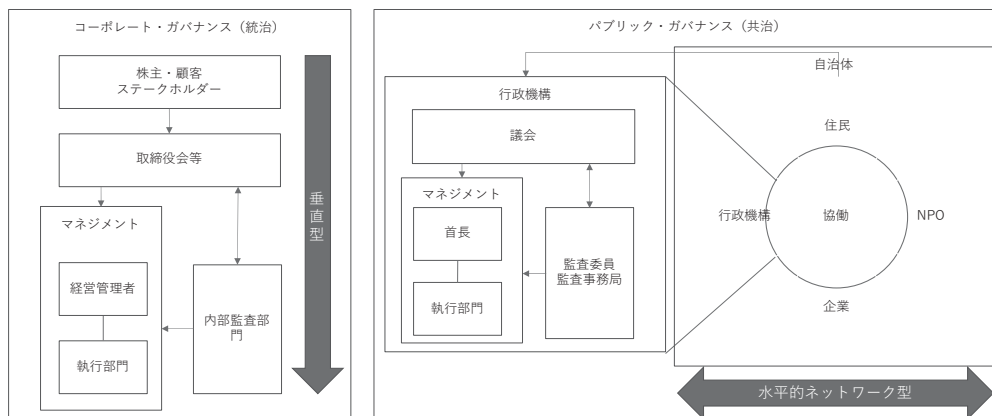 コーポレート・ガバナンス（統治）
株主・顧客
ステークホルダー
取締役会等
マネジメント
経営管理者
執行部門
内部監査部
門
垂直型
パブリック・ガバナンス（共治）
行政機構
議会
マネジメント
首長
執行部門
監査委員
監査事務局
自治体
住民
行政機構
協働
NPO
企業
水平的ネットワーク型